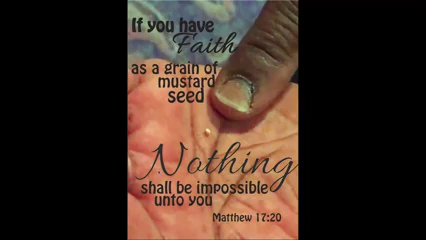 If you have
Faith
as a grain of
mustard
seed
Nothing
shall be impossible
unto you
Matthew 17:20